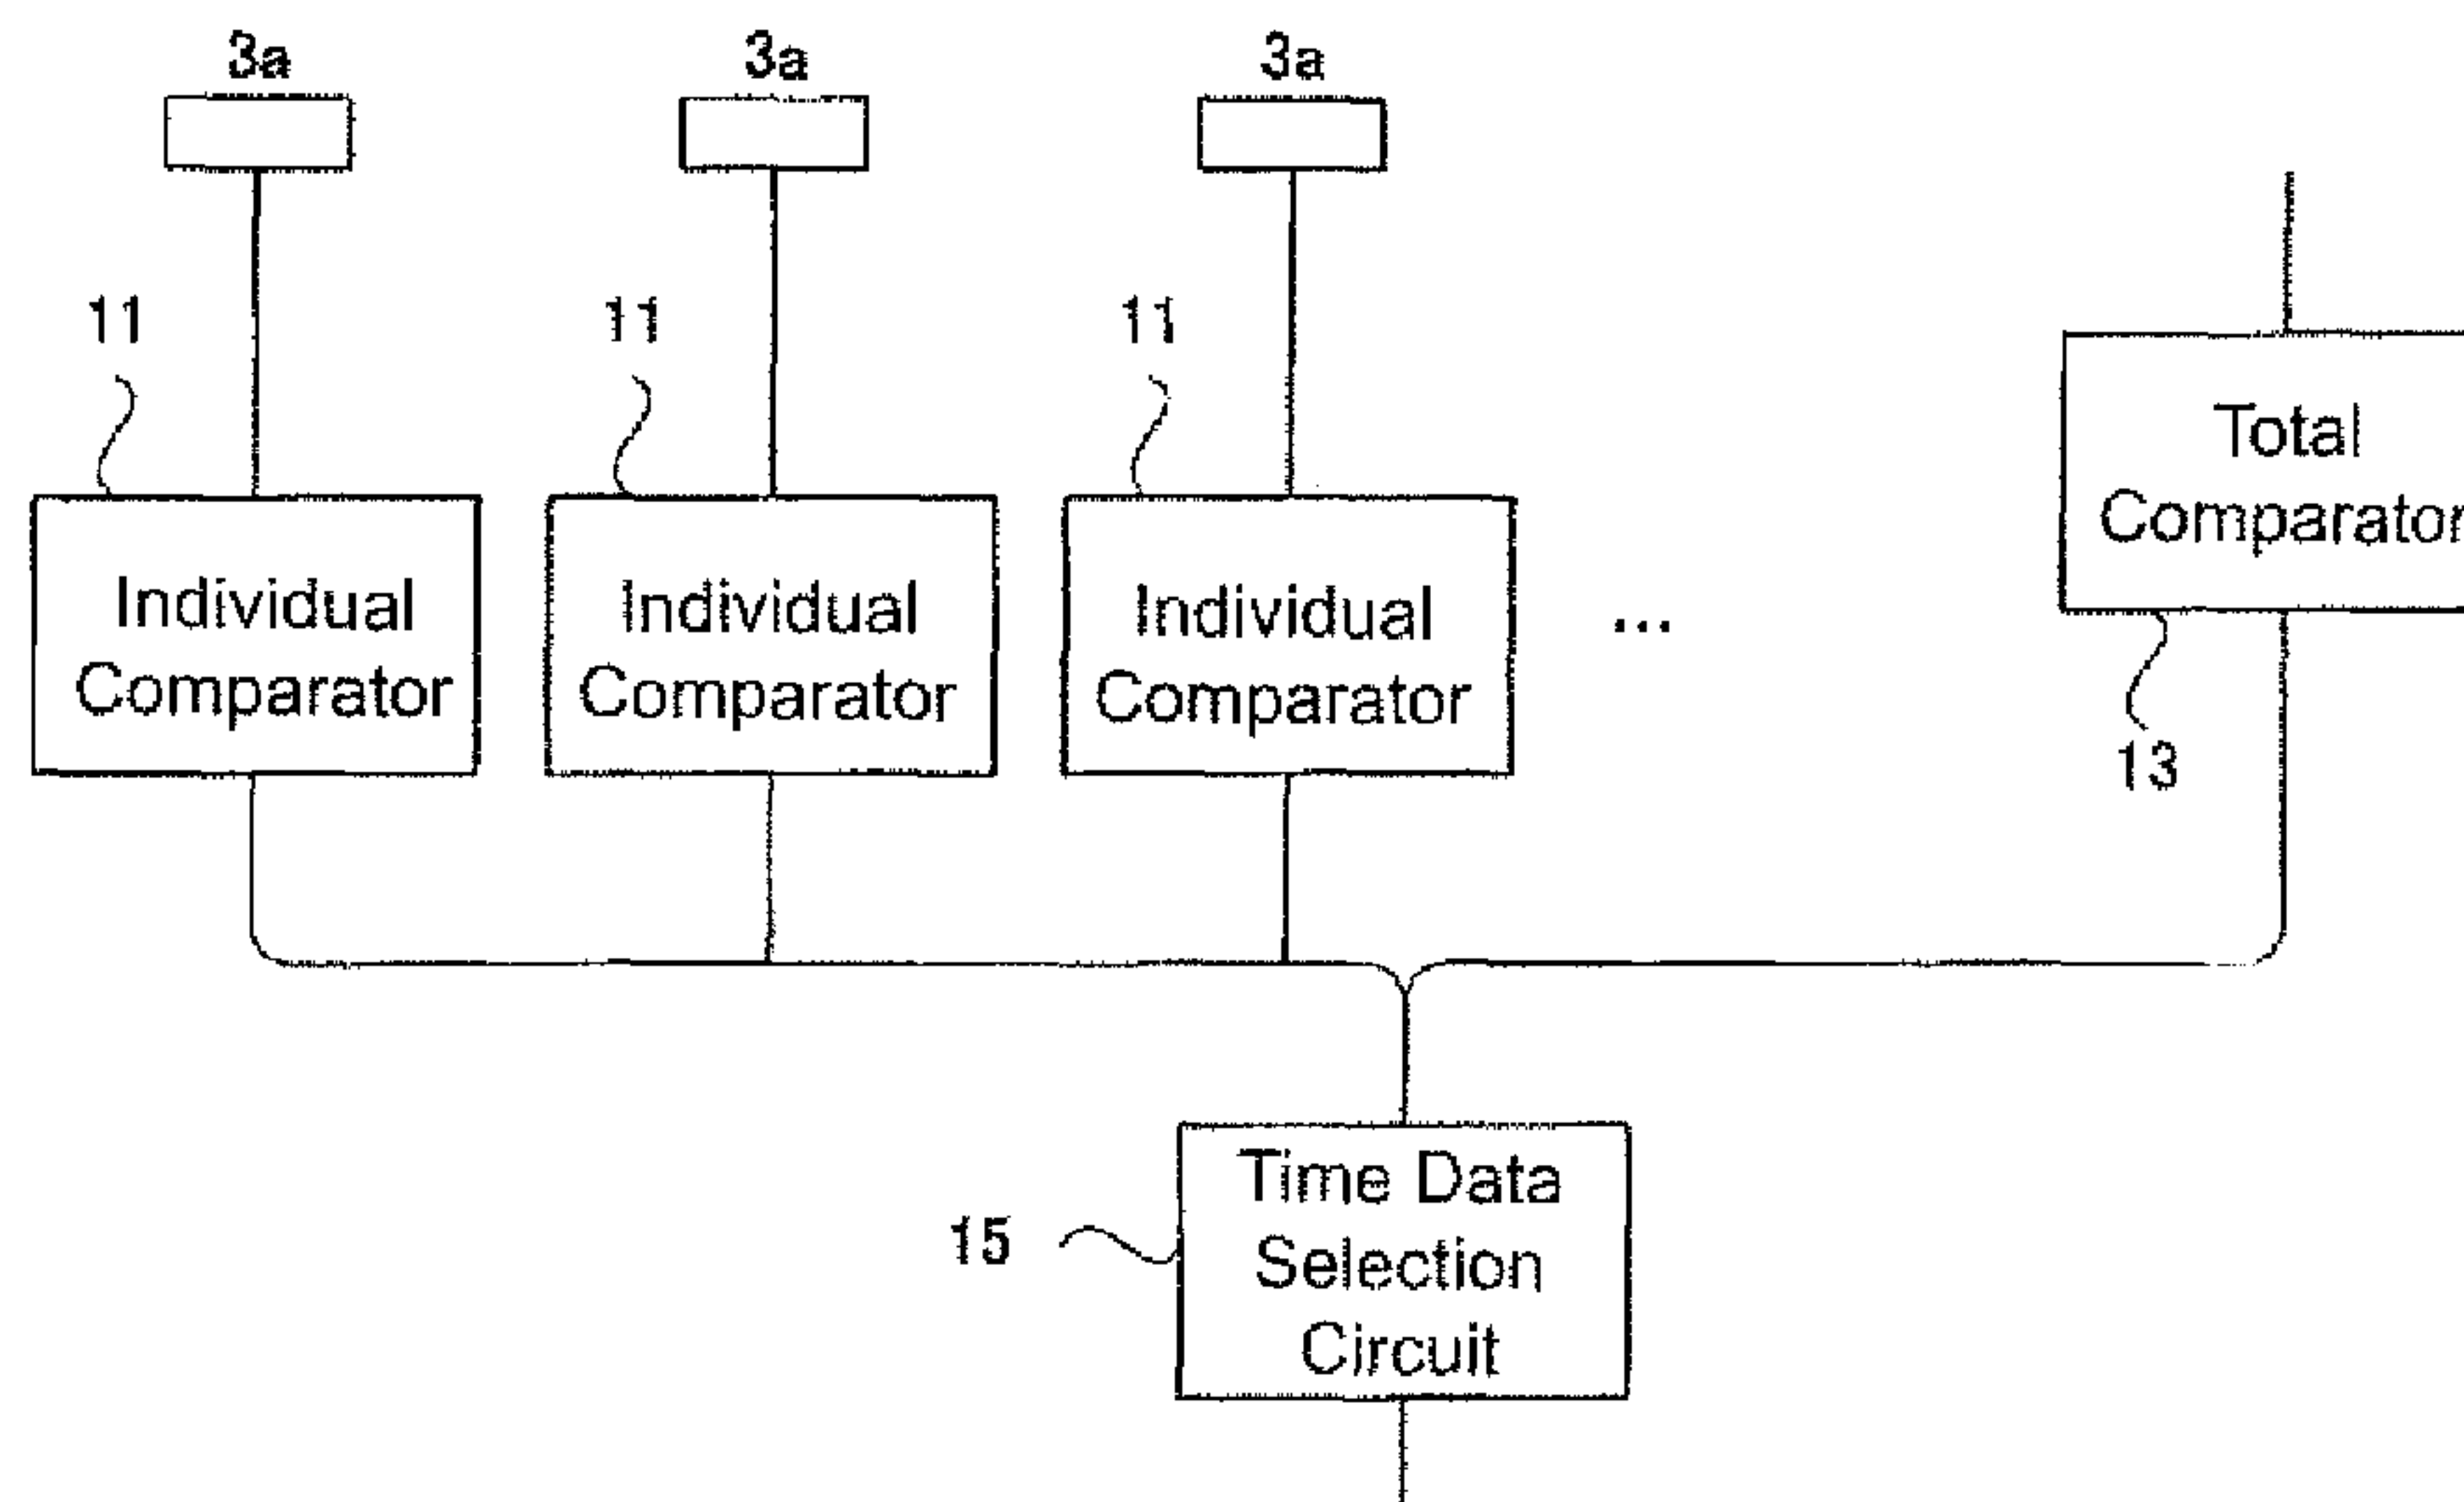 3a
3a
3a
11
11
11
Total
Comparator
Individual
Comparator
Individual
Comparator
Individual
Comparator
...
13
Time Data
Selection
Circuit
15